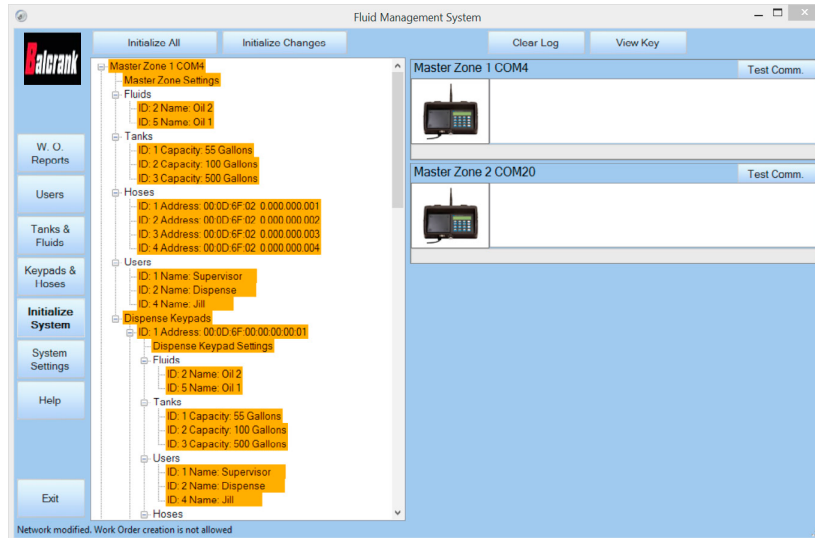 Fluid Management System
Balcrank
Initialize All
Initialize Changes
Clear Log
View Key
W. O.
Reports
Users
Tanks &
Fluids
Keypads &
Hoses
Initialize
System
System
Settings
Help
Exit
Master Zone 1 COM4
Master Zone Settings
Fluids
ID: 2 Name: Oil 2
ID: 5 Name: Oil 1
Tanks
ID: 1 Capacity: 55 Gallons
ID: 2 Capacity: 100 Gallons
ID: 3 Capacity: 500 Gallons
Hoses
ID: 1 Address: 00:0D:6F:02 0.000.000.001
ID: 2 Address: 00:0D:6F:02 0.000.000.002
ID: 3 Address: 00:0D:6F:02 0.000.000.003
ID: 4 Address: 00:0D:6F:02 0.000.000.004
Users
ID: 1 Name: Supervisor
ID: 2 Name: Dispense
ID: 4 Name: Jill
Dispense Keypads
ID: 1 Address: 00:0D:6F:00:00:00:00:01
Dispense Keypad Settings
Fluids
ID: 2 Name: Oil 2
ID: 5 Name: Oil 1
Tanks
ID: 1 Capacity: 55 Gallons
ID: 2 Capacity: 100 Gallons
ID: 3 Capacity: 500 Gallons
Users
ID: 1 Name: Supervisor
ID: 2 Name: Dispense
ID: 4 Name: Jill
Hoses
Master Zone 1 COM4
Test Comm.
Master Zone 2 COM20
Test Comm.
Network modified. Work Order creation is not allowed